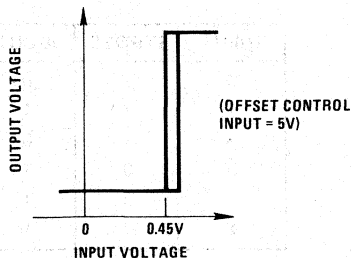 OUTPUT VOLTAGE
(OFFSET CONTROL
INPUT = 5V)
0
0.45V
INPUT VOLTAGE